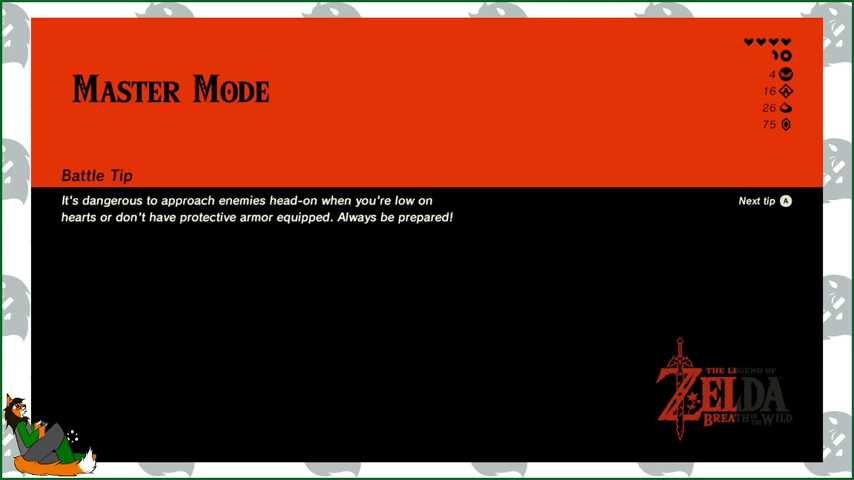 Master Mode
4
16
26
75
Battle Tip
It's dangerous to approach enemies head-on when you're low on
hearts or don't have protective armor equipped. Always be prepared!
Next tip A
THE LEGEND OF
ZELDA
BREATH OF THE WILD